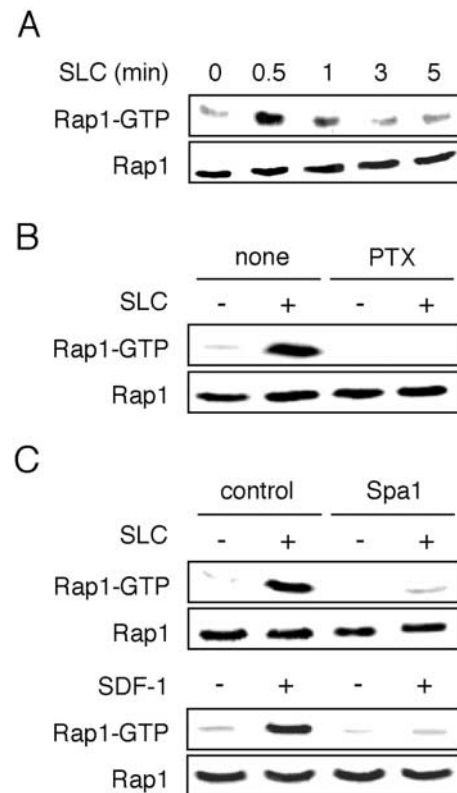 A
SLC (min) 0 0.5 1 3 5
Rap1-GTP
Rap1
B
none PTX
SLC - + - +
Rap1-GTP
Rap1
C
control Spa1
SLC - + - +
Rap1-GTP
Rap1
SDF-1 - + - +
Rap1-GTP
Rap1